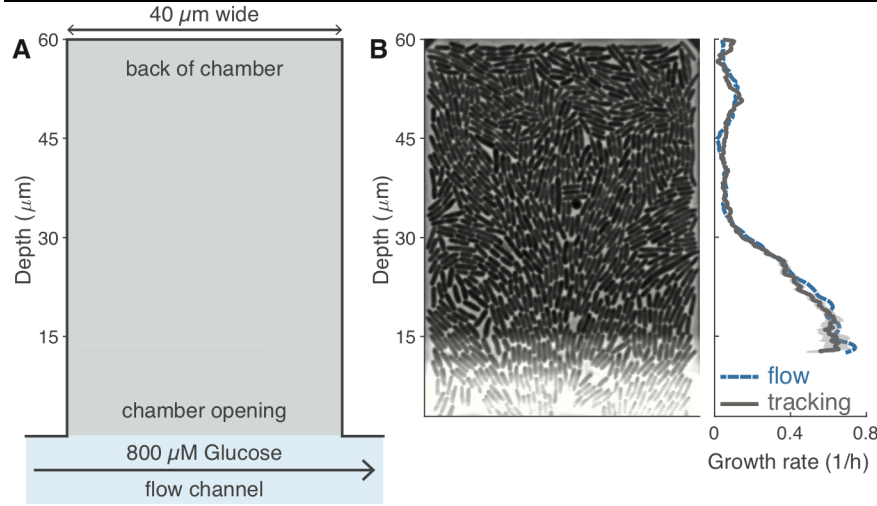 40 µm wide
A
60
45
30
15
Depth (µm)
back of chamber
chamber opening
800 µM Glucose
flow channel
B
60
45
30
15
Depth (µm)
flow
tracking
0
0.4
0.8
Growth rate (1/h)